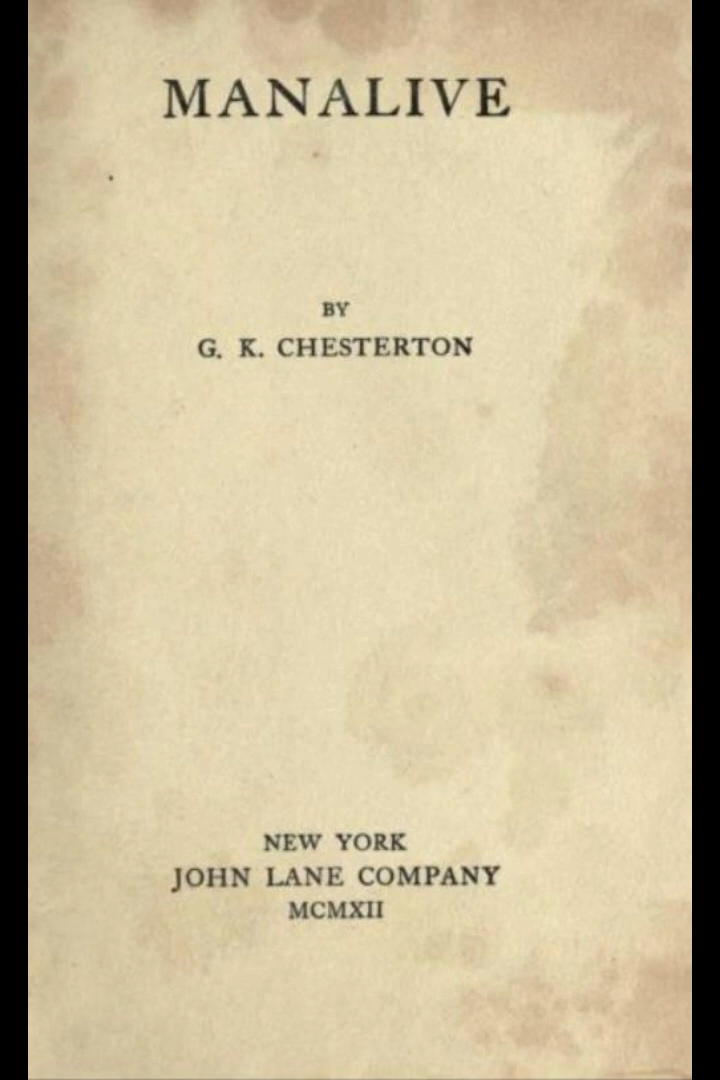 MANALIVE
BY
G. K. CHESTERTON
NEW YORK
JOHN LANE COMPANY
MCMXII